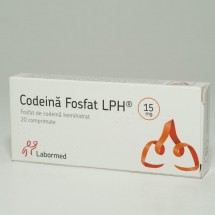 Codeină Fosfat LPH®
Fosfat de codeină hemihidrat
20 comprimate
15
mg
Labormed